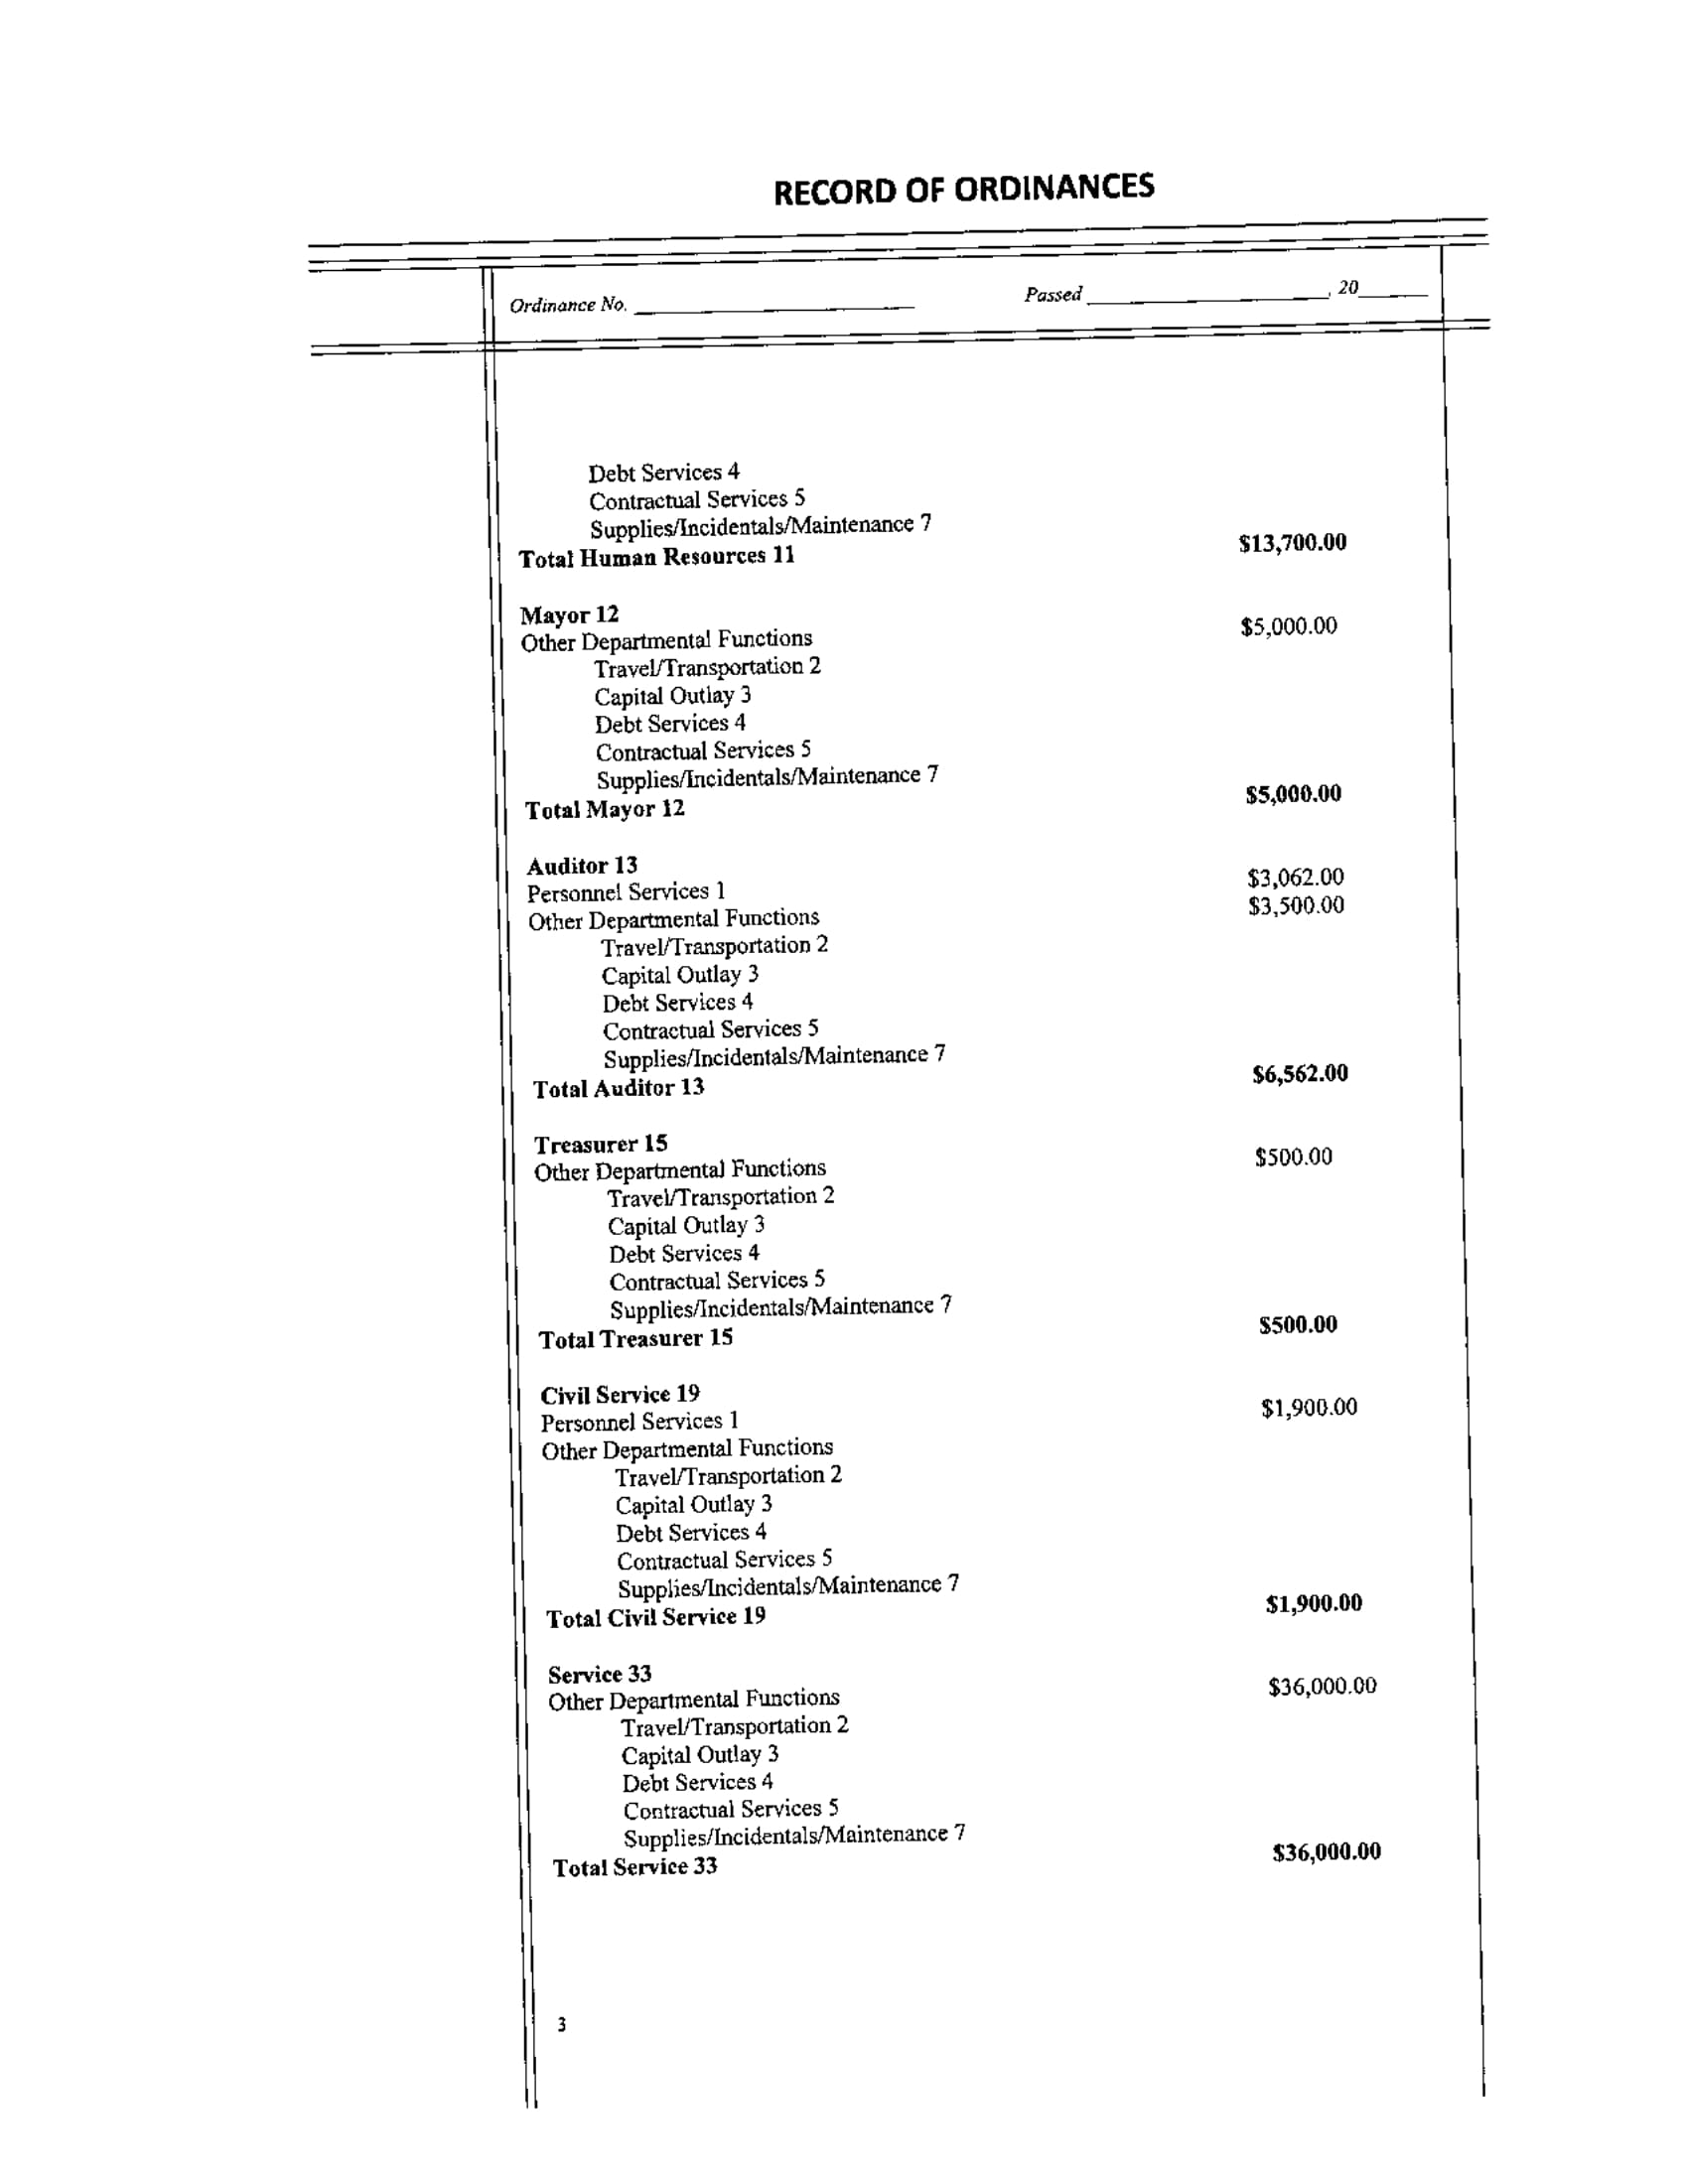 RECORD OF ORDINANCES
Ordinance No. ____________ Passed ____________, 20____
Debt Services 4
Contractual Services 5
Supplies/Incidentals/Maintenance 7
Total Human Resources 11 $13,700.00
Mayor 12
Other Departmental Functions $5,000.00
Travel/Transportation 2
Capital Outlay 3
Debt Services 4
Contractual Services 5
Supplies/Incidentals/Maintenance 7
Total Mayor 12 $5,000.00
Auditor 13
Personnel Services 1 $3,062.00
Other Departmental Functions $3,500.00
Travel/Transportation 2
Capital Outlay 3
Debt Services 4
Contractual Services 5
Supplies/Incidentals/Maintenance 7
Total Auditor 13 $6,562.00
Treasurer 15
Other Departmental Functions $500.00
Travel/Transportation 2
Capital Outlay 3
Debt Services 4
Contractual Services 5
Supplies/Incidentals/Maintenance 7
Total Treasurer 15 $500.00
Civil Service 19
Personnel Services 1 $1,900.00
Other Departmental Functions
Travel/Transportation 2
Capital Outlay 3
Debt Services 4
Contractual Services 5
Supplies/Incidentals/Maintenance 7
Total Civil Service 19 $1,900.00
Service 33
Other Departmental Functions $36,000.00
Travel/Transportation 2
Capital Outlay 3
Debt Services 4
Contractual Services 5
Supplies/Incidentals/Maintenance 7
Total Service 33 $36,000.00
3